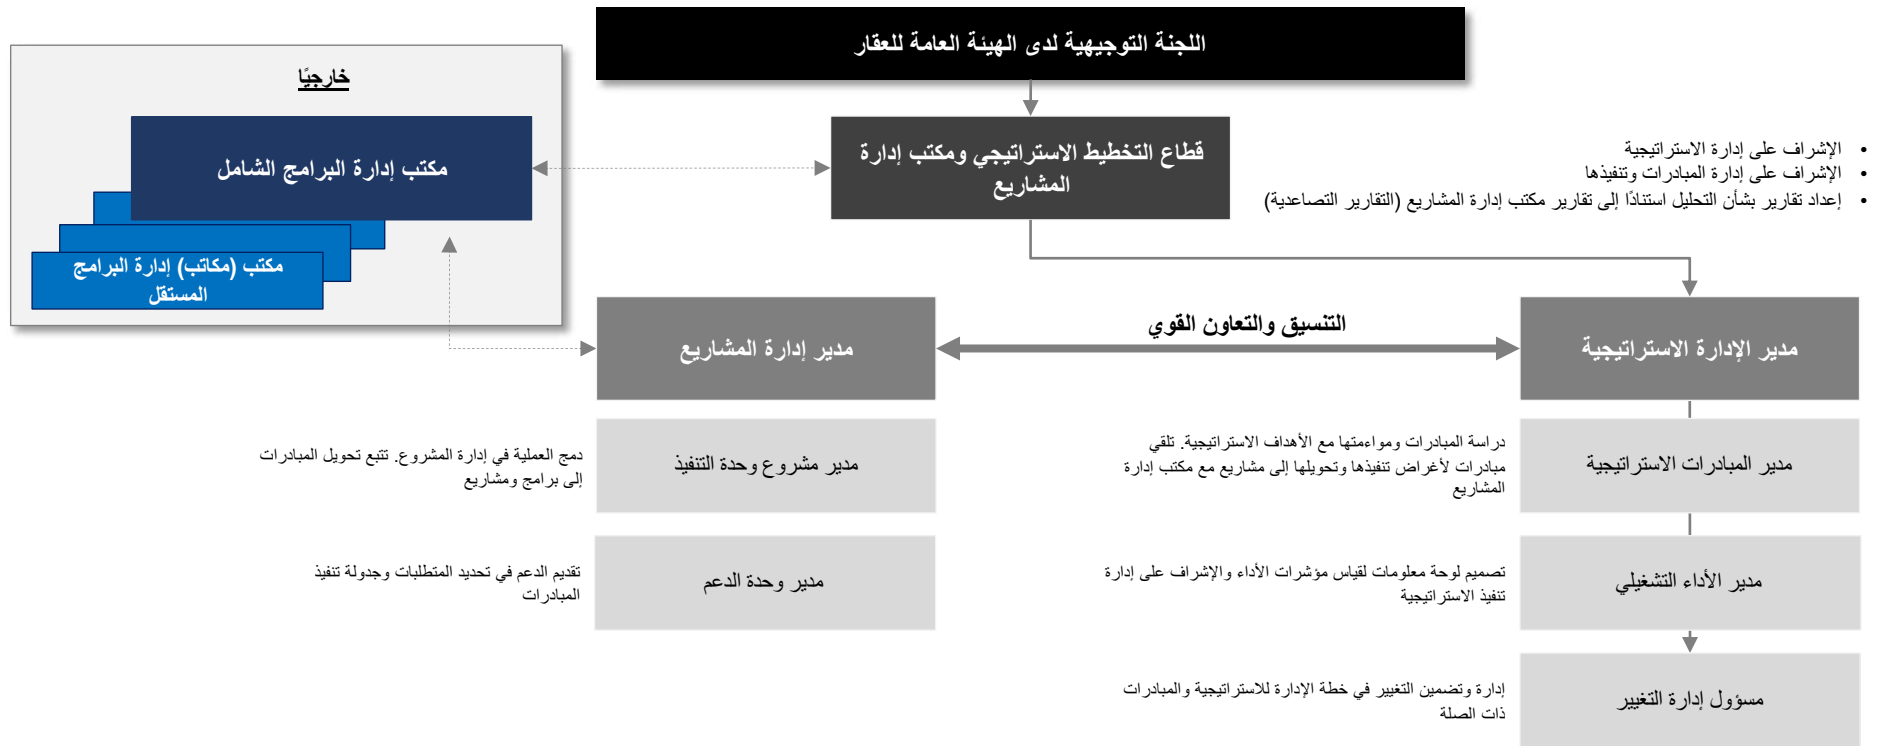 اللجنة التوجيهية لدى الهيئة العامة للعقار
خارجيًا
مكتب إدارة البرامج الشامل
مكتب (مكاتب) إدارة البرامج
المستقل
قطاع التخطيط الاستراتيجي ومكتب إدارة
المشاريع
• الإشراف على إدارة الاستراتيجية
• الإشراف على إدارة المبادرات وتنفيذها
• إعداد تقارير بشأن التحليل استنادًا إلى تقارير مكتب إدارة المشاريع (التقارير التصاعدية)
مدير الإدارة الاستراتيجية
التنسيق والتعاون القوي
مدير إدارة المشاريع
مدير المبادرات الاستراتيجية
دراسة المبادرات ومواءمتها مع الأهداف الاستراتيجية. تلقي
مبادرات لأغراض تنفيذها وتحويلها إلى مشاريع مع مكتب إدارة
المشاريع
مدير مشروع وحدة التنفيذ
دمج العملية في إدارة المشروع. تتبع تحويل المبادرات
إلى برامج ومشاريع
مدير الأداء التشغيلي
تصميم لوحة معلومات لقياس مؤشرات الأداء والإشراف على إدارة
تنفيذ الاستراتيجية
مدير وحدة الدعم
تقديم الدعم في تحديد المتطلبات وجدولة تنفيذ
المبادرات
مسؤول إدارة التغيير
إدارة وتضمين التغيير في خطة الإدارة للاستراتيجية والمبادرات
ذات الصلة